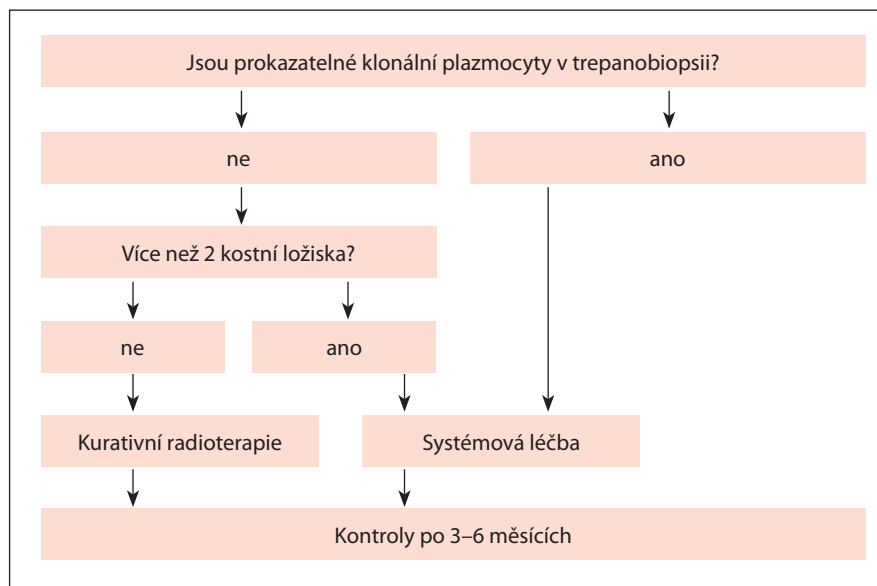 Jsou prokazatelné klonální plazmocyty v trepanobiopsii?
ne
ano
Více než 2 kostní ložiska?
ne
ano
Kurativní radioterapie
Systémová léčba
Kontroly po 3–6 měsících